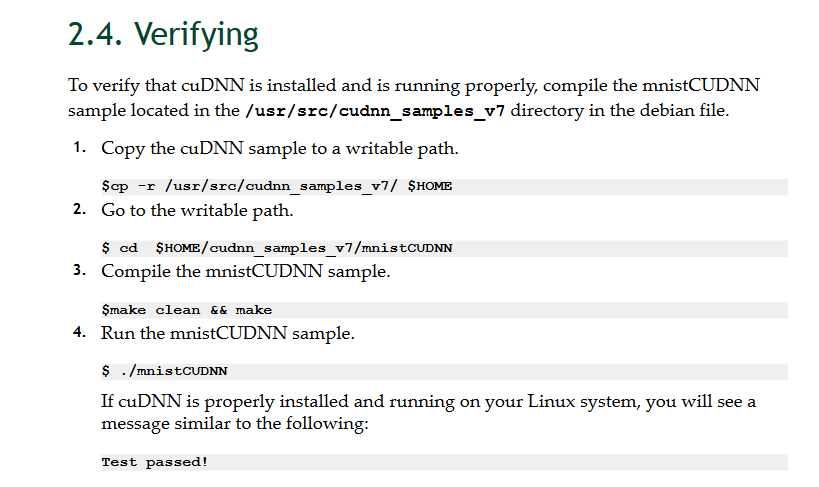 2.4. Verifying
To verify that cuDNN is installed and is running properly, compile the mnistCUDNN
sample located in the /usr/src/cudnn_samples_v7 directory in the debian file.
1. Copy the cuDNN sample to a writable path.
$cp -r /usr/src/cudnn_samples_v7/ $HOME
2. Go to the writable path.
$ cd  $HOME/cudnn_samples_v7/mnistCUDNN
3. Compile the mnistCUDNN sample.
$make clean && make
4. Run the mnistCUDNN sample.
$ ./mnistCUDNN
If cuDNN is properly installed and running on your Linux system, you will see a
message similar to the following:
Test passed!